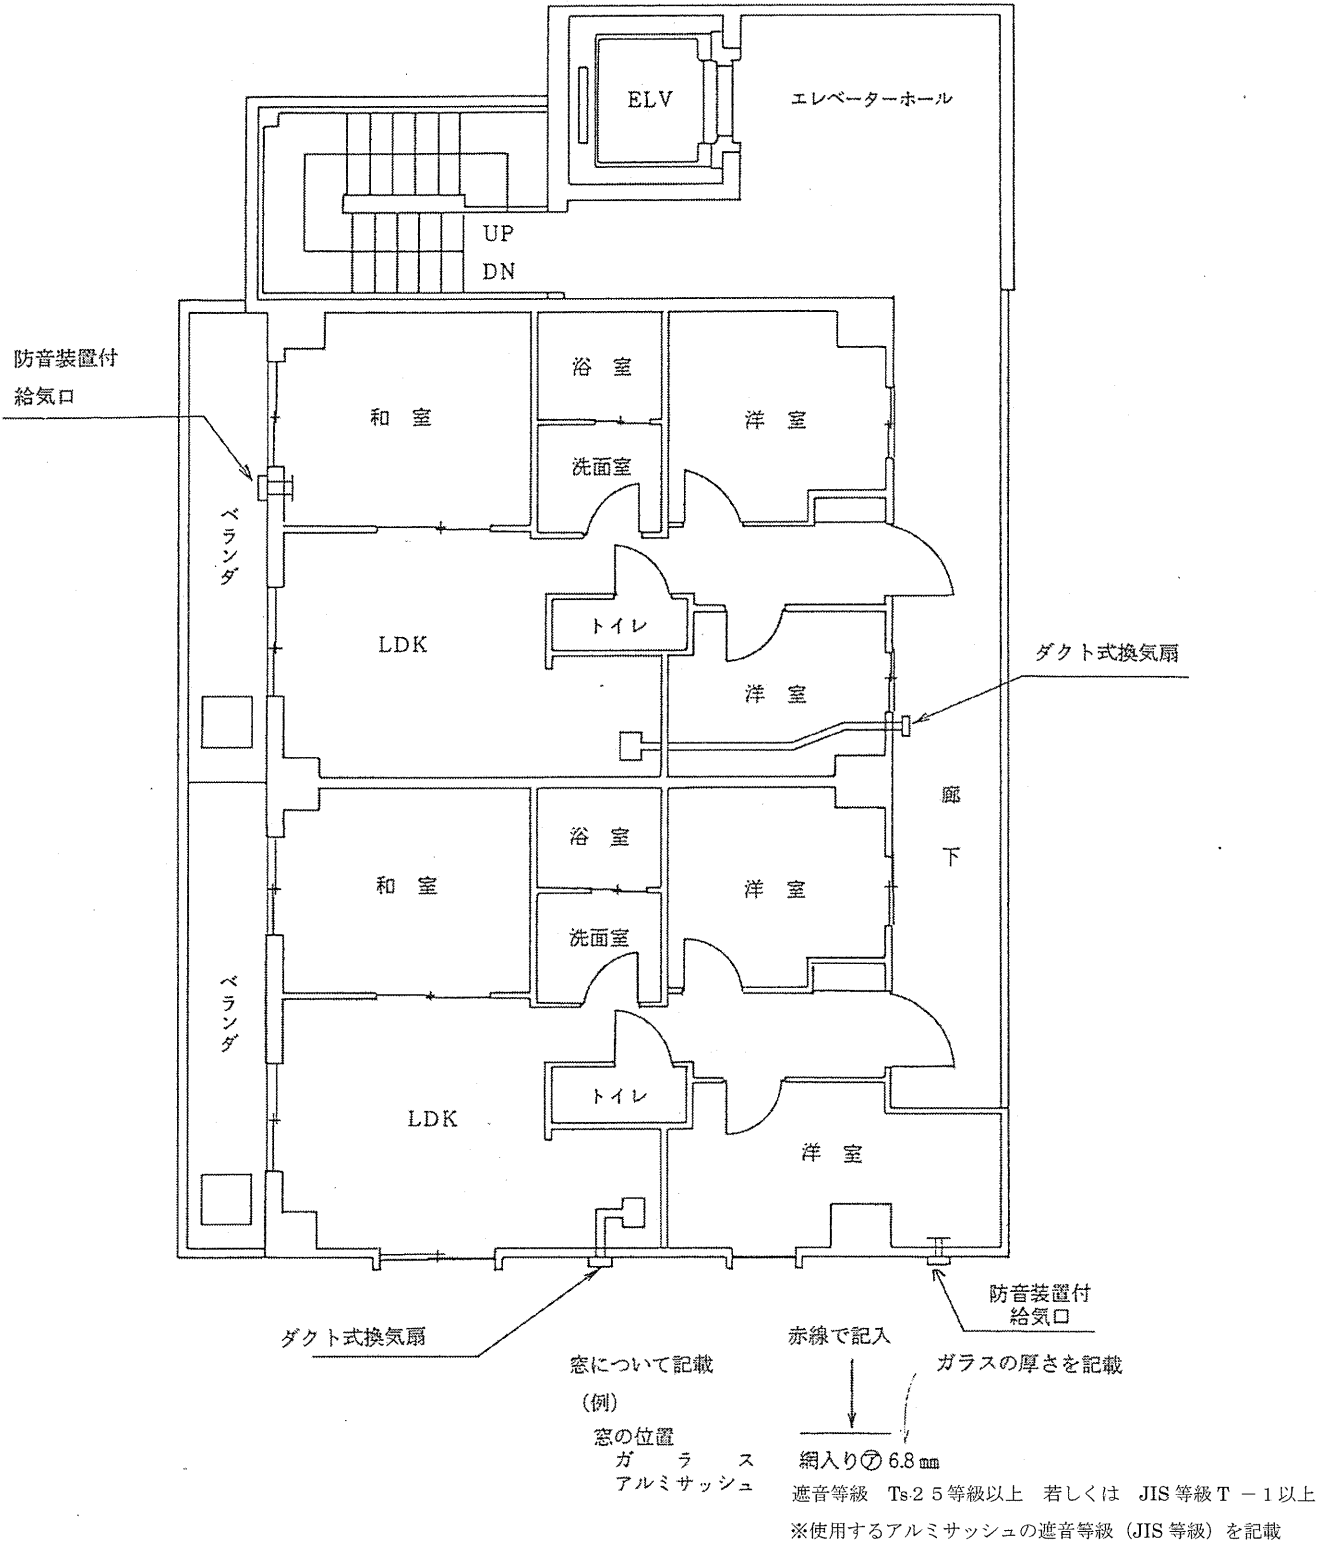 ELV
エレベーターホール
UP
DN
防音装置付
給気口
和 室
浴 室
洋 室
洗面室
ベランダ
LDK
トイレ
洋 室
ダクト式換気扇
廊下
和 室
浴 室
洋 室
洗面室
ベランダ
LDK
トイレ
洋 室
ダクト式換気扇
防音装置付
給気口
赤線で記入
窓について記載
ガラスの厚さを記載
(例)
窓の位置
ガ ラ ス 網入り㋐ 6.8㎜
アルミサッシュ
遮音等級 Ts25等級以上 若しくは JIS等級T－1以上
※使用するアルミサッシュの遮音等級（JIS等級）を記載